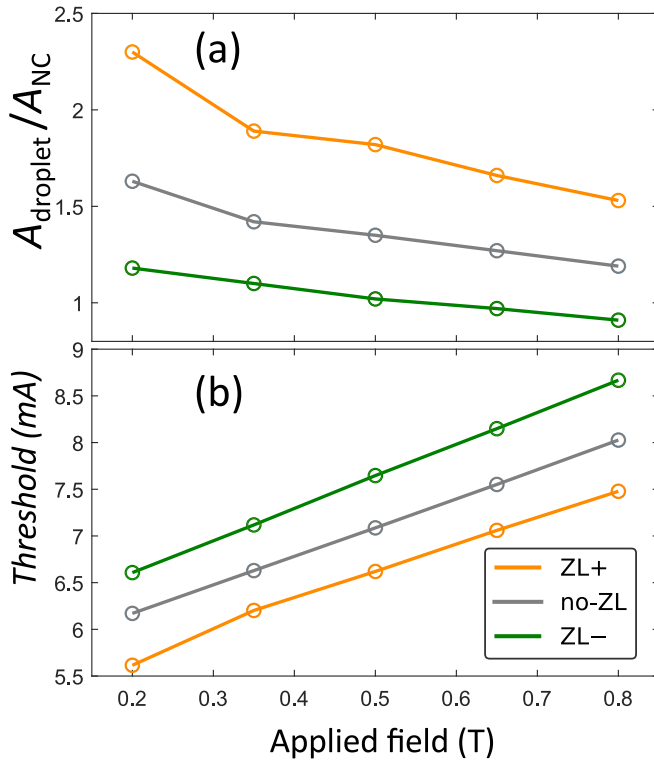 (a)
A_droplet/A_NC
2.5
2
1.5
1
(b)
Threshold (mA)
9
8.5
8
7.5
7
6.5
6
5.5
ZL+
no-ZL
ZL−
0.2 0.3 0.4 0.5 0.6 0.7 0.8
Applied field (T)